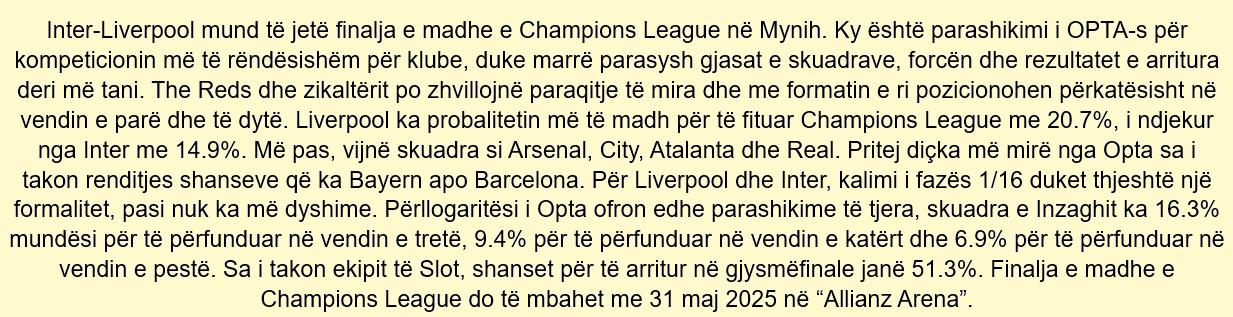 Inter-Liverpool mund të jetë finalja e madhe e Champions League në Mynih. Ky është parashikimi i OPTA-s për
kompeticionin më të rëndësishëm për klube, duke marrë parasysh gjasat e skuadrave, forcën dhe rezultatet e arritura
deri më tani. The Reds dhe zikaltërit po zhvillojnë paraqitje të mira dhe me formatin e ri pozicionohen përkatësisht në
vendin e parë dhe të dytë. Liverpool ka probalitetin më të madh për të fituar Champions League me 20.7%, i ndjekur
nga Inter me 14.9%. Më pas, vijnë skuadra si Arsenal, City, Atalanta dhe Real. Pritej diçka më mirë nga Opta sa i
takon renditjes shanseve që ka Bayern apo Barcelona. Për Liverpool dhe Inter, kalimi i fazës 1/16 duket thjeshtë një
formalitet, pasi nuk ka më dyshime. Përllogaritësi i Opta ofron edhe parashikime të tjera, skuadra e Inzaghit ka 16.3%
mundësi për të përfunduar në vendin e tretë, 9.4% për të përfunduar në vendin e katërt dhe 6.9% për të përfunduar në
vendin e pestë. Sa i takon ekipit të Slot, shanset për të arritur në gjysmëfinale janë 51.3%. Finalja e madhe e
Champions League do të mbahet me 31 maj 2025 në “Allianz Arena”.